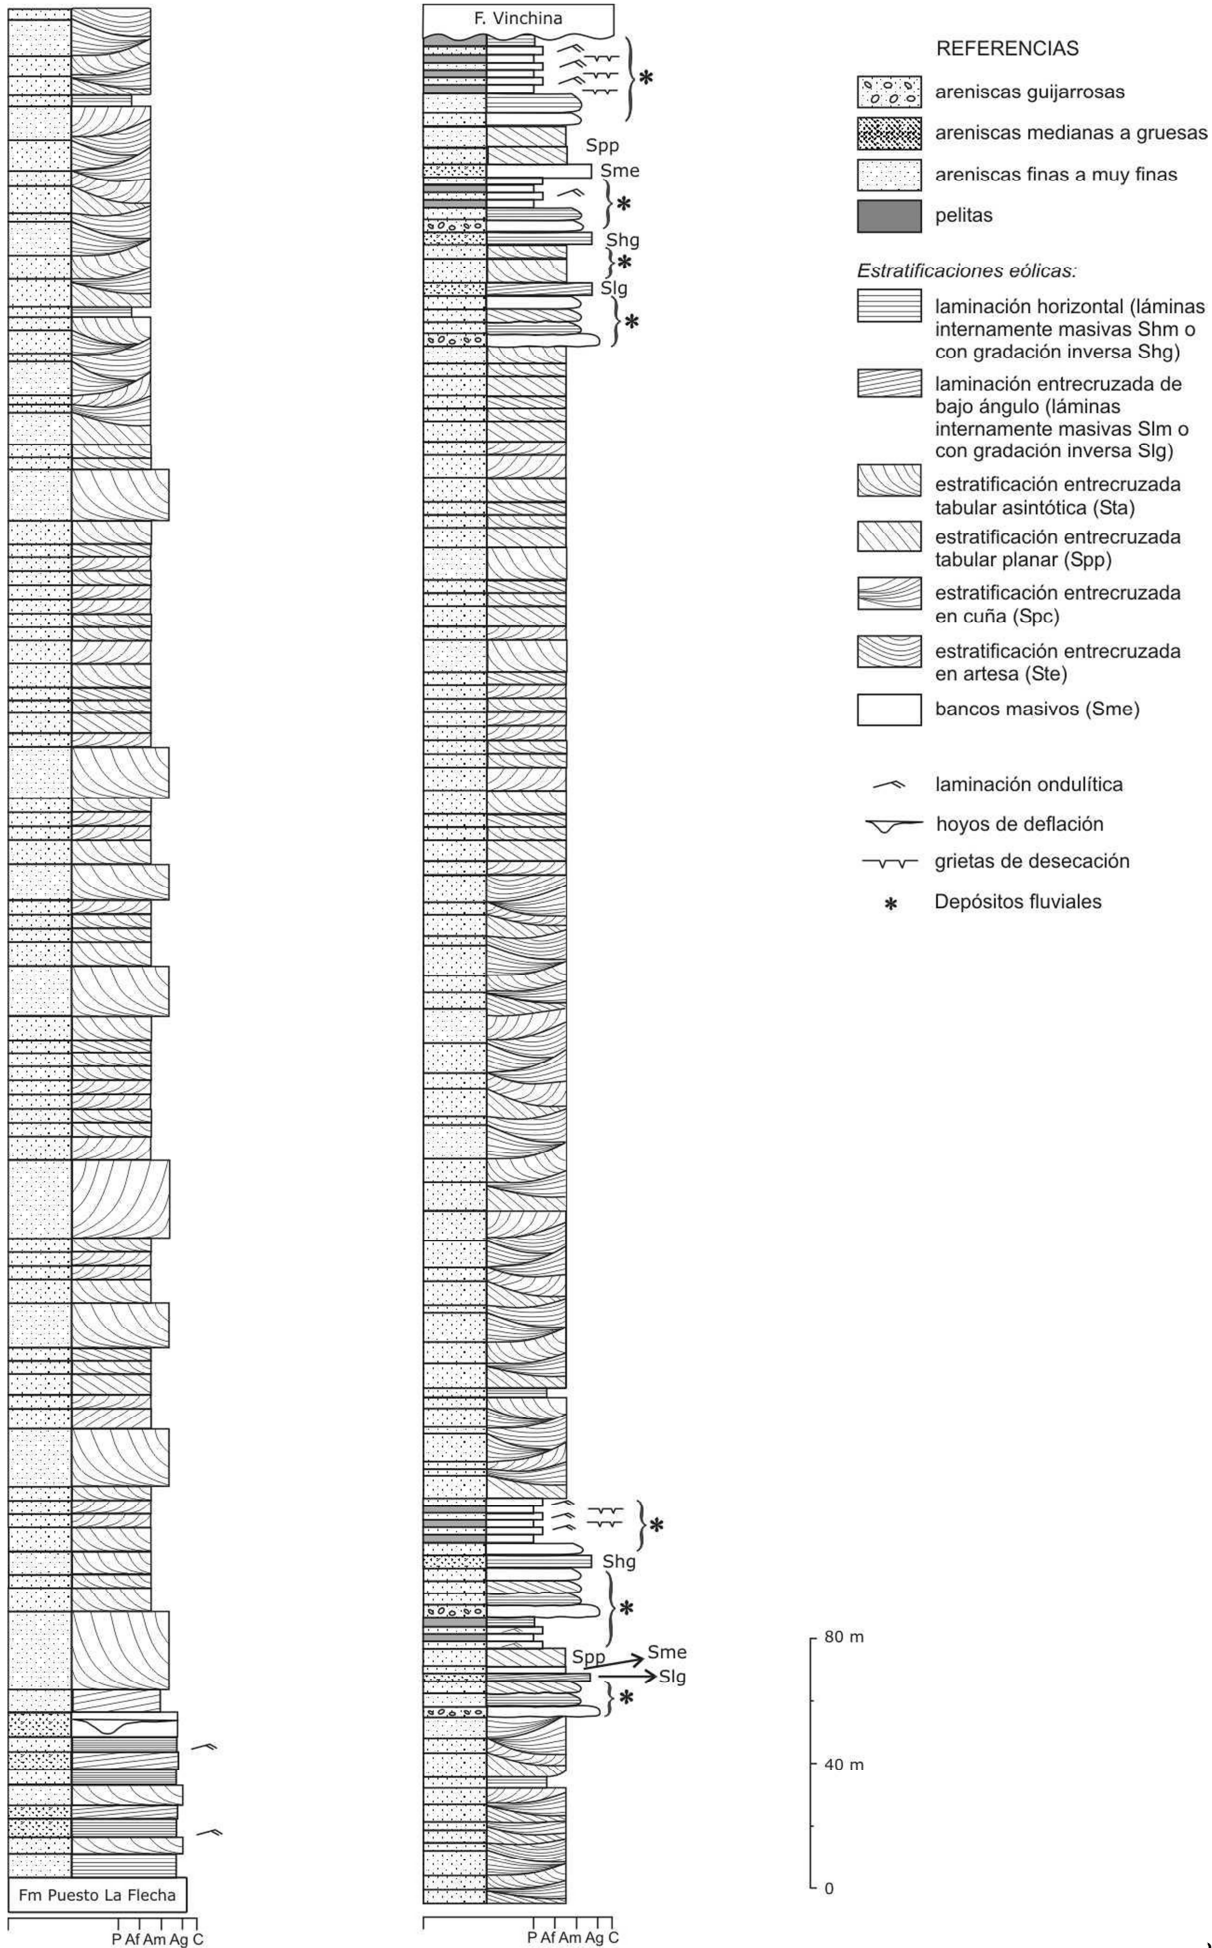 F. Vinchina
Spp
Sme
Shg
Slg
Shg
Spp
Sme
Slg
Fm Puesto La Flecha
P Af Am Ag C
P Af Am Ag C
80 m
40 m
0
REFERENCIAS
areniscas guijarrosas
areniscas medianas a gruesas
areniscas finas a muy finas
pelitas
Estratificaciones eólicas:
laminación horizontal (láminas
internamente masivas Shm o
con gradación inversa Shg)
laminación entrecruzada de
bajo ángulo (láminas
internamente masivas Slm o
con gradación inversa Slg)
estratificación entrecruzada
tabular asintótica (Sta)
estratificación entrecruzada
tabular planar (Spp)
estratificación entrecruzada
en cuña (Spc)
estratificación entrecruzada
en artesa (Ste)
bancos masivos (Sme)
laminación ondulítica
hoyos de deflación
grietas de desecación
Depósitos fluviales